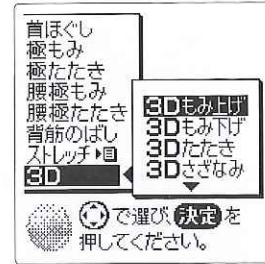 首ほぐし
極もみ
極たたき
腰極もみ
腰極たたき
背筋のばし
ストレッチ
3D
3Dもみ上げ
3Dもみ下げ
3Dたたき
3Dさざなみ
で選び、決定を
押してください。